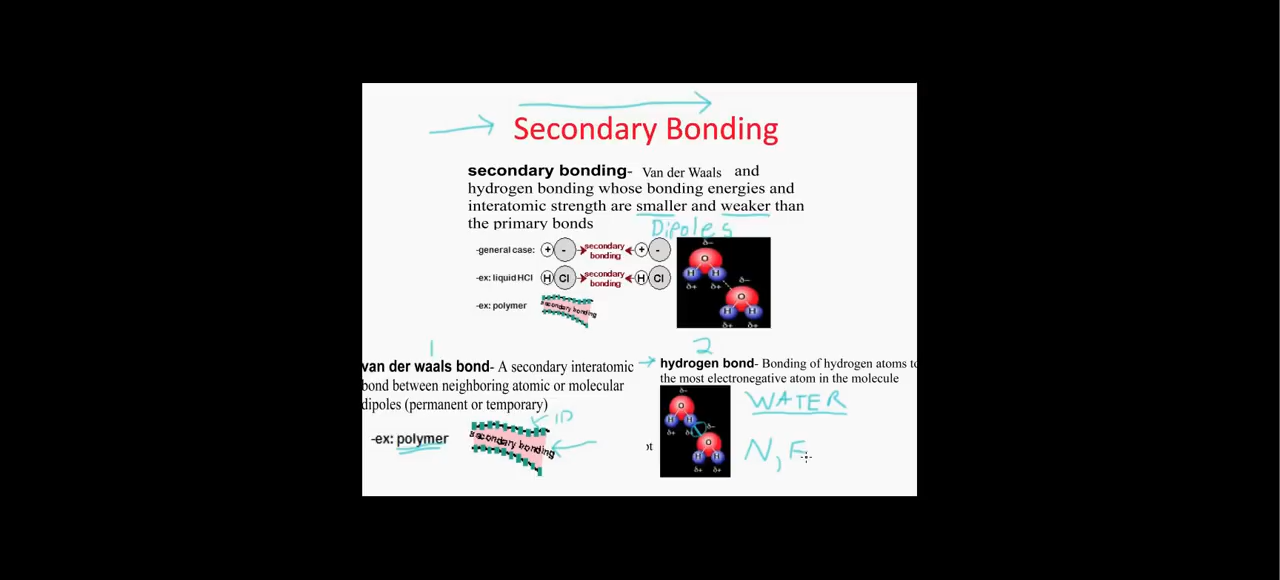 Secondary Bonding
secondary bonding- Van der Waals and
hydrogen bonding whose bonding energies and
interatomic strength are smaller and weaker than
the primary bonds
Dipoles
-general case: + - secondary bonding + -
-ex: liquid HCl H Cl secondary bonding H Cl
-ex: polymer secondary bonding
δ−
O
H H δ−
δ+ δ+ O
H H
δ+ δ+
1
van der waals bond- A secondary interatomic
bond between neighboring atomic or molecular
dipoles (permanent or temporary)
-ex: polymer secondary bonding
ID
2
hydrogen bond- Bonding of hydrogen atoms to
the most electronegative atom in the molecule
δ−
O
H H δ−
δ+ O
H H
δ+ δ+
WATER
N, F